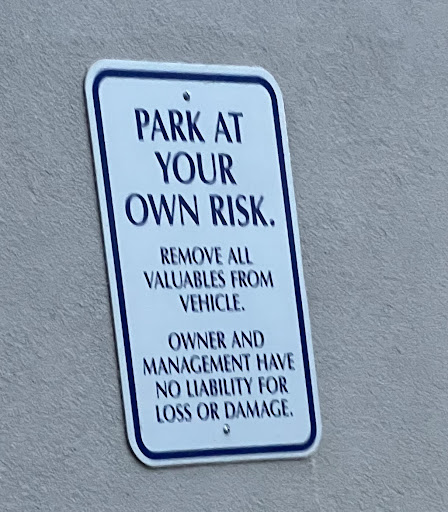 PARK AT
YOUR
OWN RISK.
REMOVE ALL
VALUABLES FROM
VEHICLE.
OWNER AND
MANAGEMENT HAVE
NO LIABILITY FOR
LOSS OR DAMAGE.